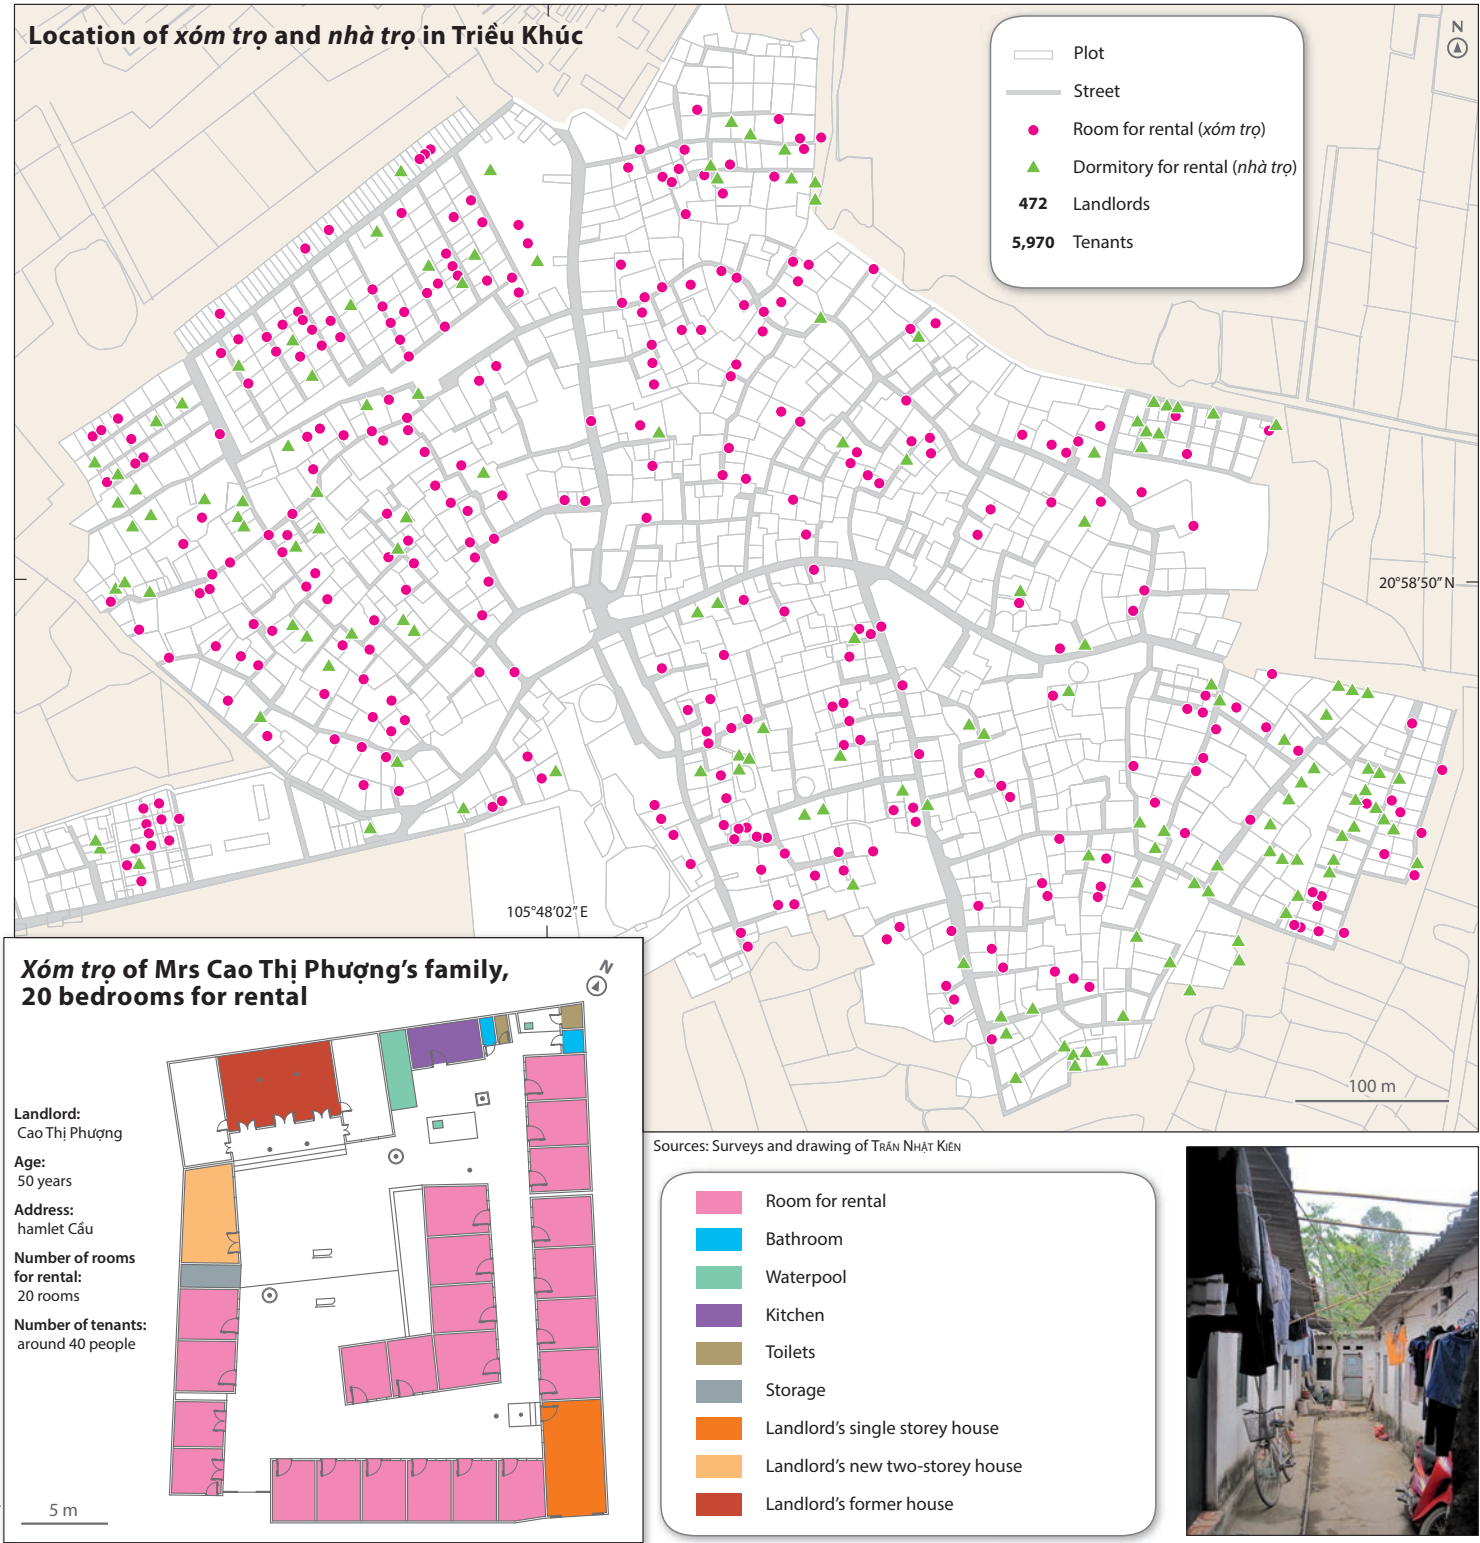 Location of xóm trọ and nhà trọ in Triều Khúc
N
Plot
Street
Room for rental (xóm trọ)
Dormitory for rental (nhà trọ)
472 Landlords
5,970 Tenants
20°58’50’’ N
105°48’02’’ E
100 m
Xóm trọ of Mrs Cao Thị Phượng’s family,
20 bedrooms for rental
N
Landlord:
Cao Thị Phượng
Age:
50 years
Address:
hamlet Cầu
Number of rooms
for rental:
20 rooms
Number of tenants:
around 40 people
5 m
Sources: Surveys and drawing of Trần Nhật Kiên
Room for rental
Bathroom
Waterpool
Kitchen
Toilets
Storage
Landlord’s single storey house
Landlord’s new two-storey house
Landlord’s former house